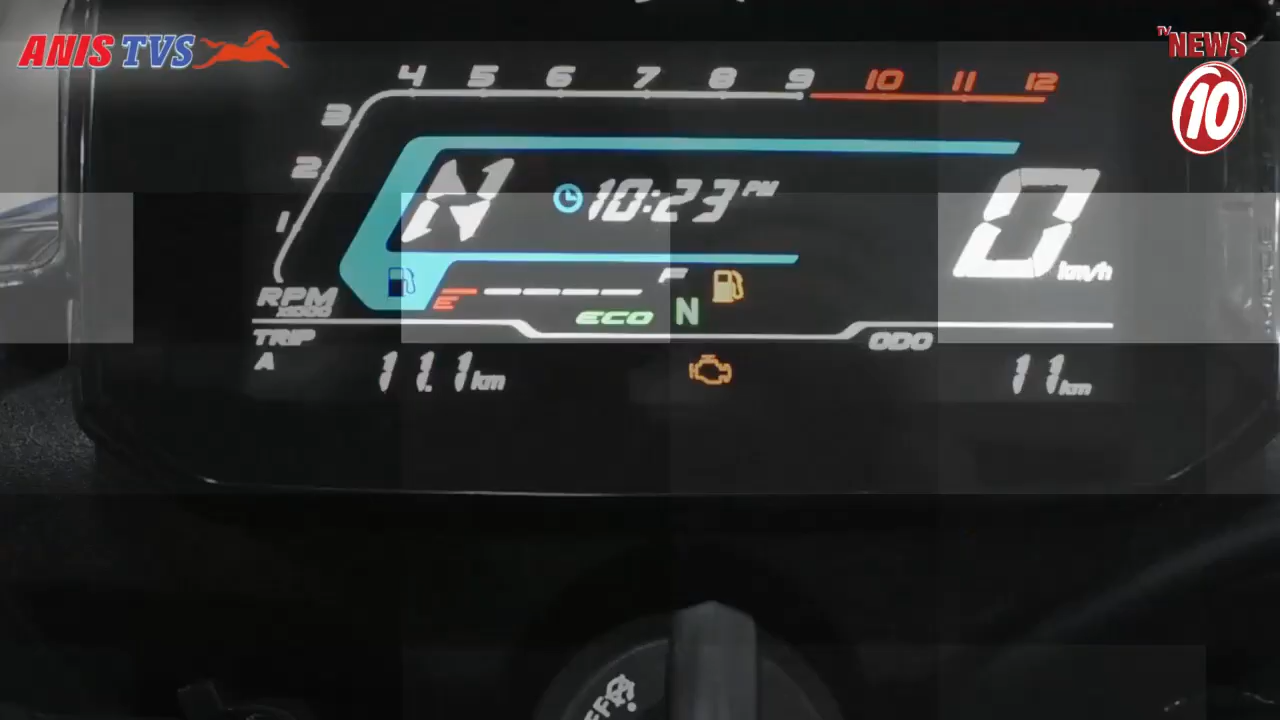 ANIS TVS
TV NEWS
10
4 5 6 7 8 9 10 11 12
3
2
1
N 10:23 PM 0 km/h
RPM x1000
E F
ECO N
TRIP A
11.1 km
ODO
11 km